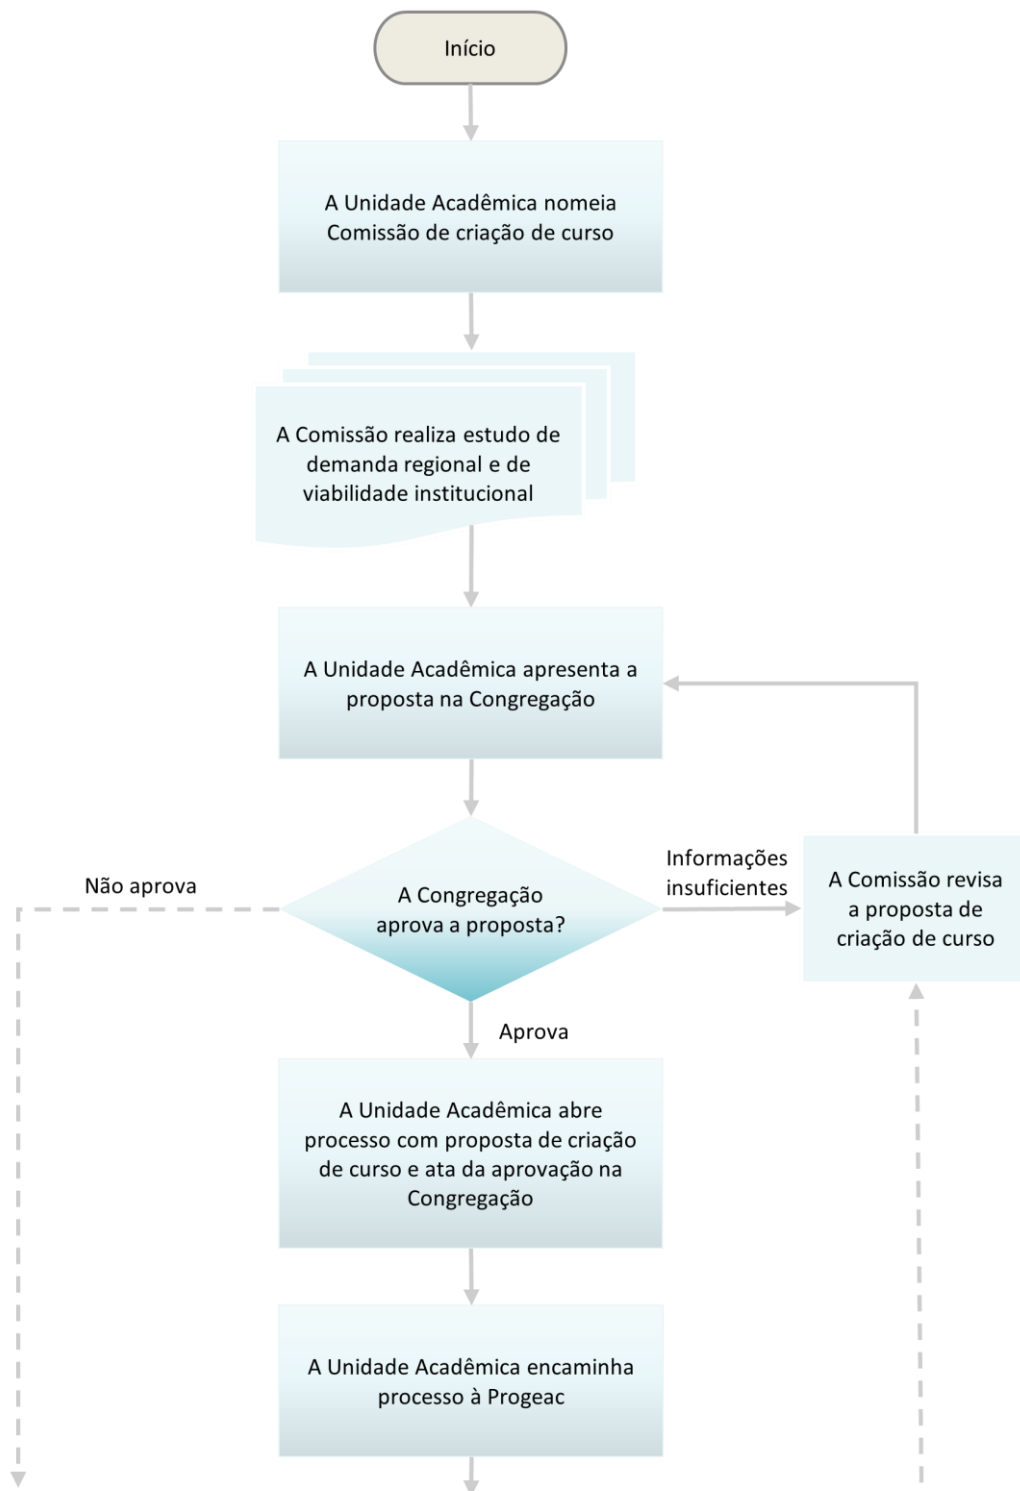 Início
A Unidade Acadêmica nomeia
Comissão de criação de curso
A Comissão realiza estudo de
demanda regional e de
viabilidade institucional
A Unidade Acadêmica apresenta a
proposta na Congregação
Não aprova
A Congregação
aprova a proposta?
Informações
insuficientes
A Comissão revisa
a proposta de
criação de curso
Aprova
A Unidade Acadêmica abre
processo com proposta de criação
de curso e ata da aprovação na
Congregação
A Unidade Acadêmica encaminha
processo à Progeac